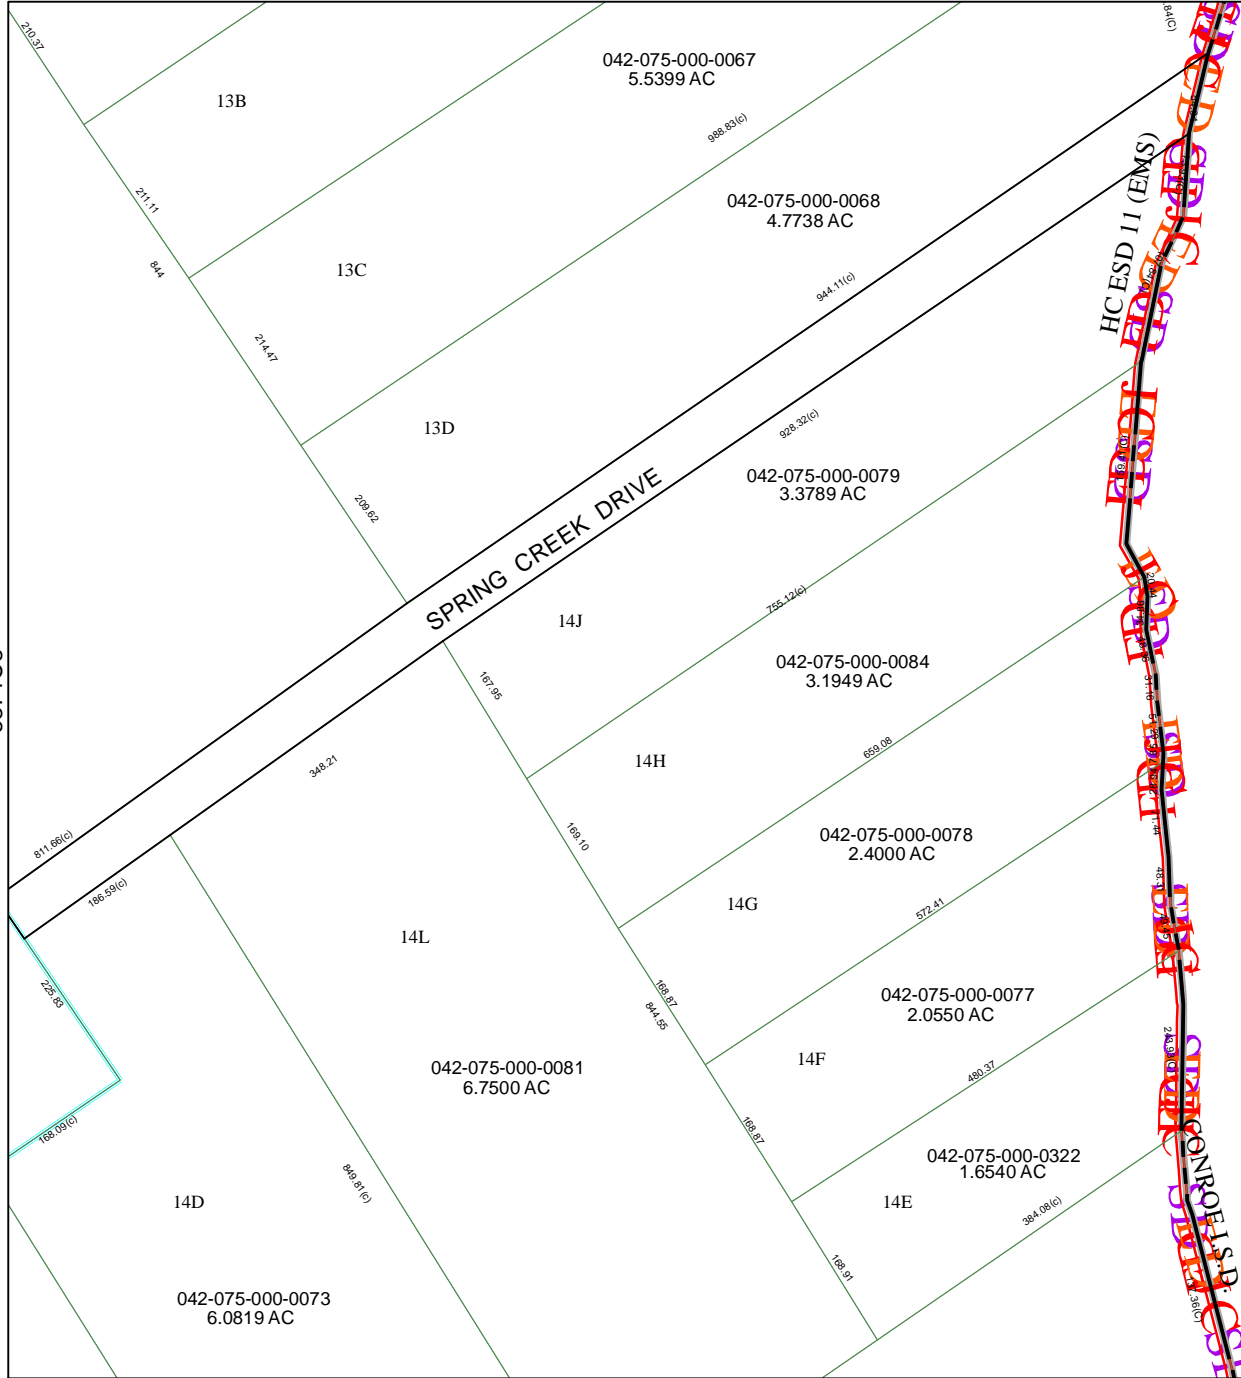 210.37
042-075-000-0067
5.5399 AC
13B
988.83(c)
211.11
844
042-075-000-0068
4.7738 AC
HC ESD 11 (EMS)
13C
944.11(c)
214.47
13D
928.32(c)
042-075-000-0079
3.3789 AC
209.62
SPRING CREEK DRIVE
14J
755.12(c)
167.95
042-075-000-0084
3.1949 AC
14H
659.08
348.21
169.10
042-075-000-0078
2.4000 AC
811.66(c)
186.59(c)
14G
572.41
14L
225.83
168.87
844.55
042-075-000-0077
2.0550 AC
14F
480.37
042-075-000-0081
6.7500 AC
168.09(c)
168.87
849.81(c)
042-075-000-0322
1.6540 AC
14D
14E
384.08(c)
CONROE I.S.D.
168.91
042-075-000-0073
6.0819 AC
31.16
71.44